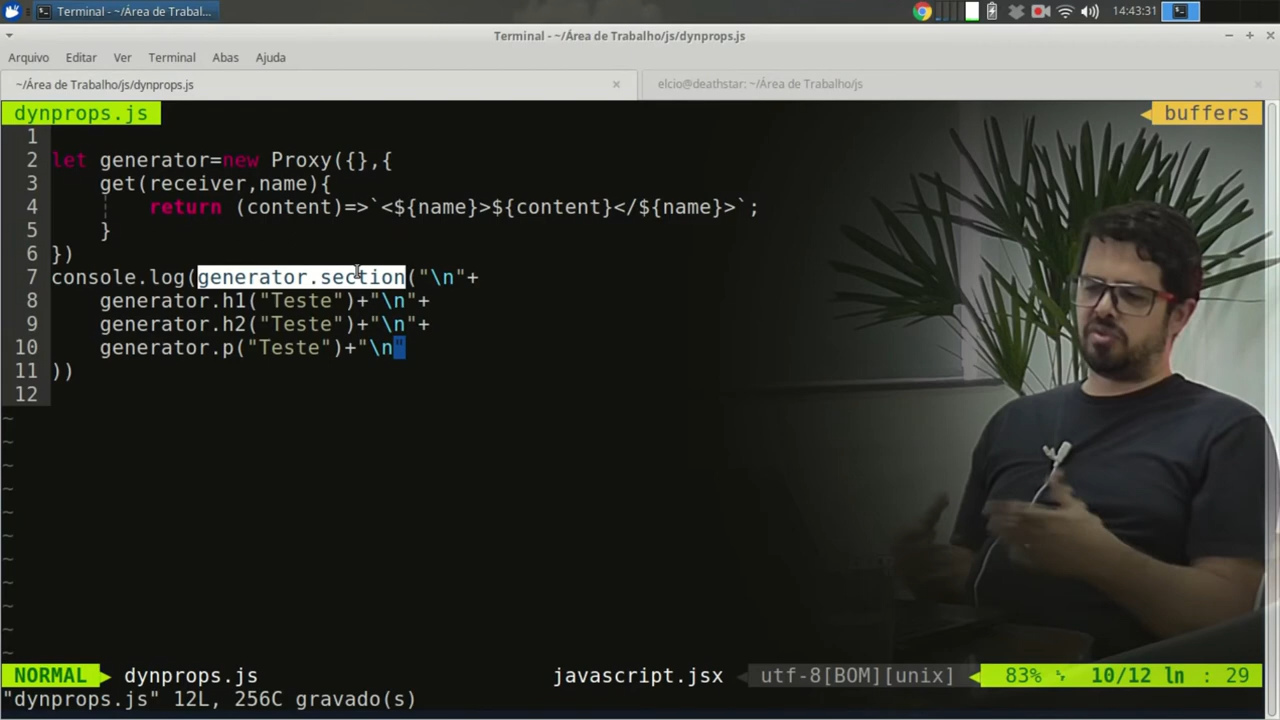 Terminal - ~/Área de Trabal...
14:43:31
Terminal - ~/Área de Trabalho/js/dynprops.js
Arquivo Editar Ver Terminal Abas Ajuda
~/Área de Trabalho/js/dynprops.js
elcio@deathstar: ~/Área de Trabalho/js
dynprops.js
buffers
1
2 let generator=new Proxy({},{
3 get(receiver,name){
4 return (content)=>`<${name}>${content}</${name}>`;
5 }
6 })
7 console.log(generator.section("\n"+
8 generator.h1("Teste")+"\n"+
9 generator.h2("Teste")+"\n"+
10 generator.p("Teste")+"\n"
11 ))
12
~
~
~
~
~
~
~
~
~
~
~
NORMAL dynprops.js javascript.jsx utf-8[BOM][unix] 83% 10/12 ln : 29
"dynprops.js" 12L, 256C gravado(s)